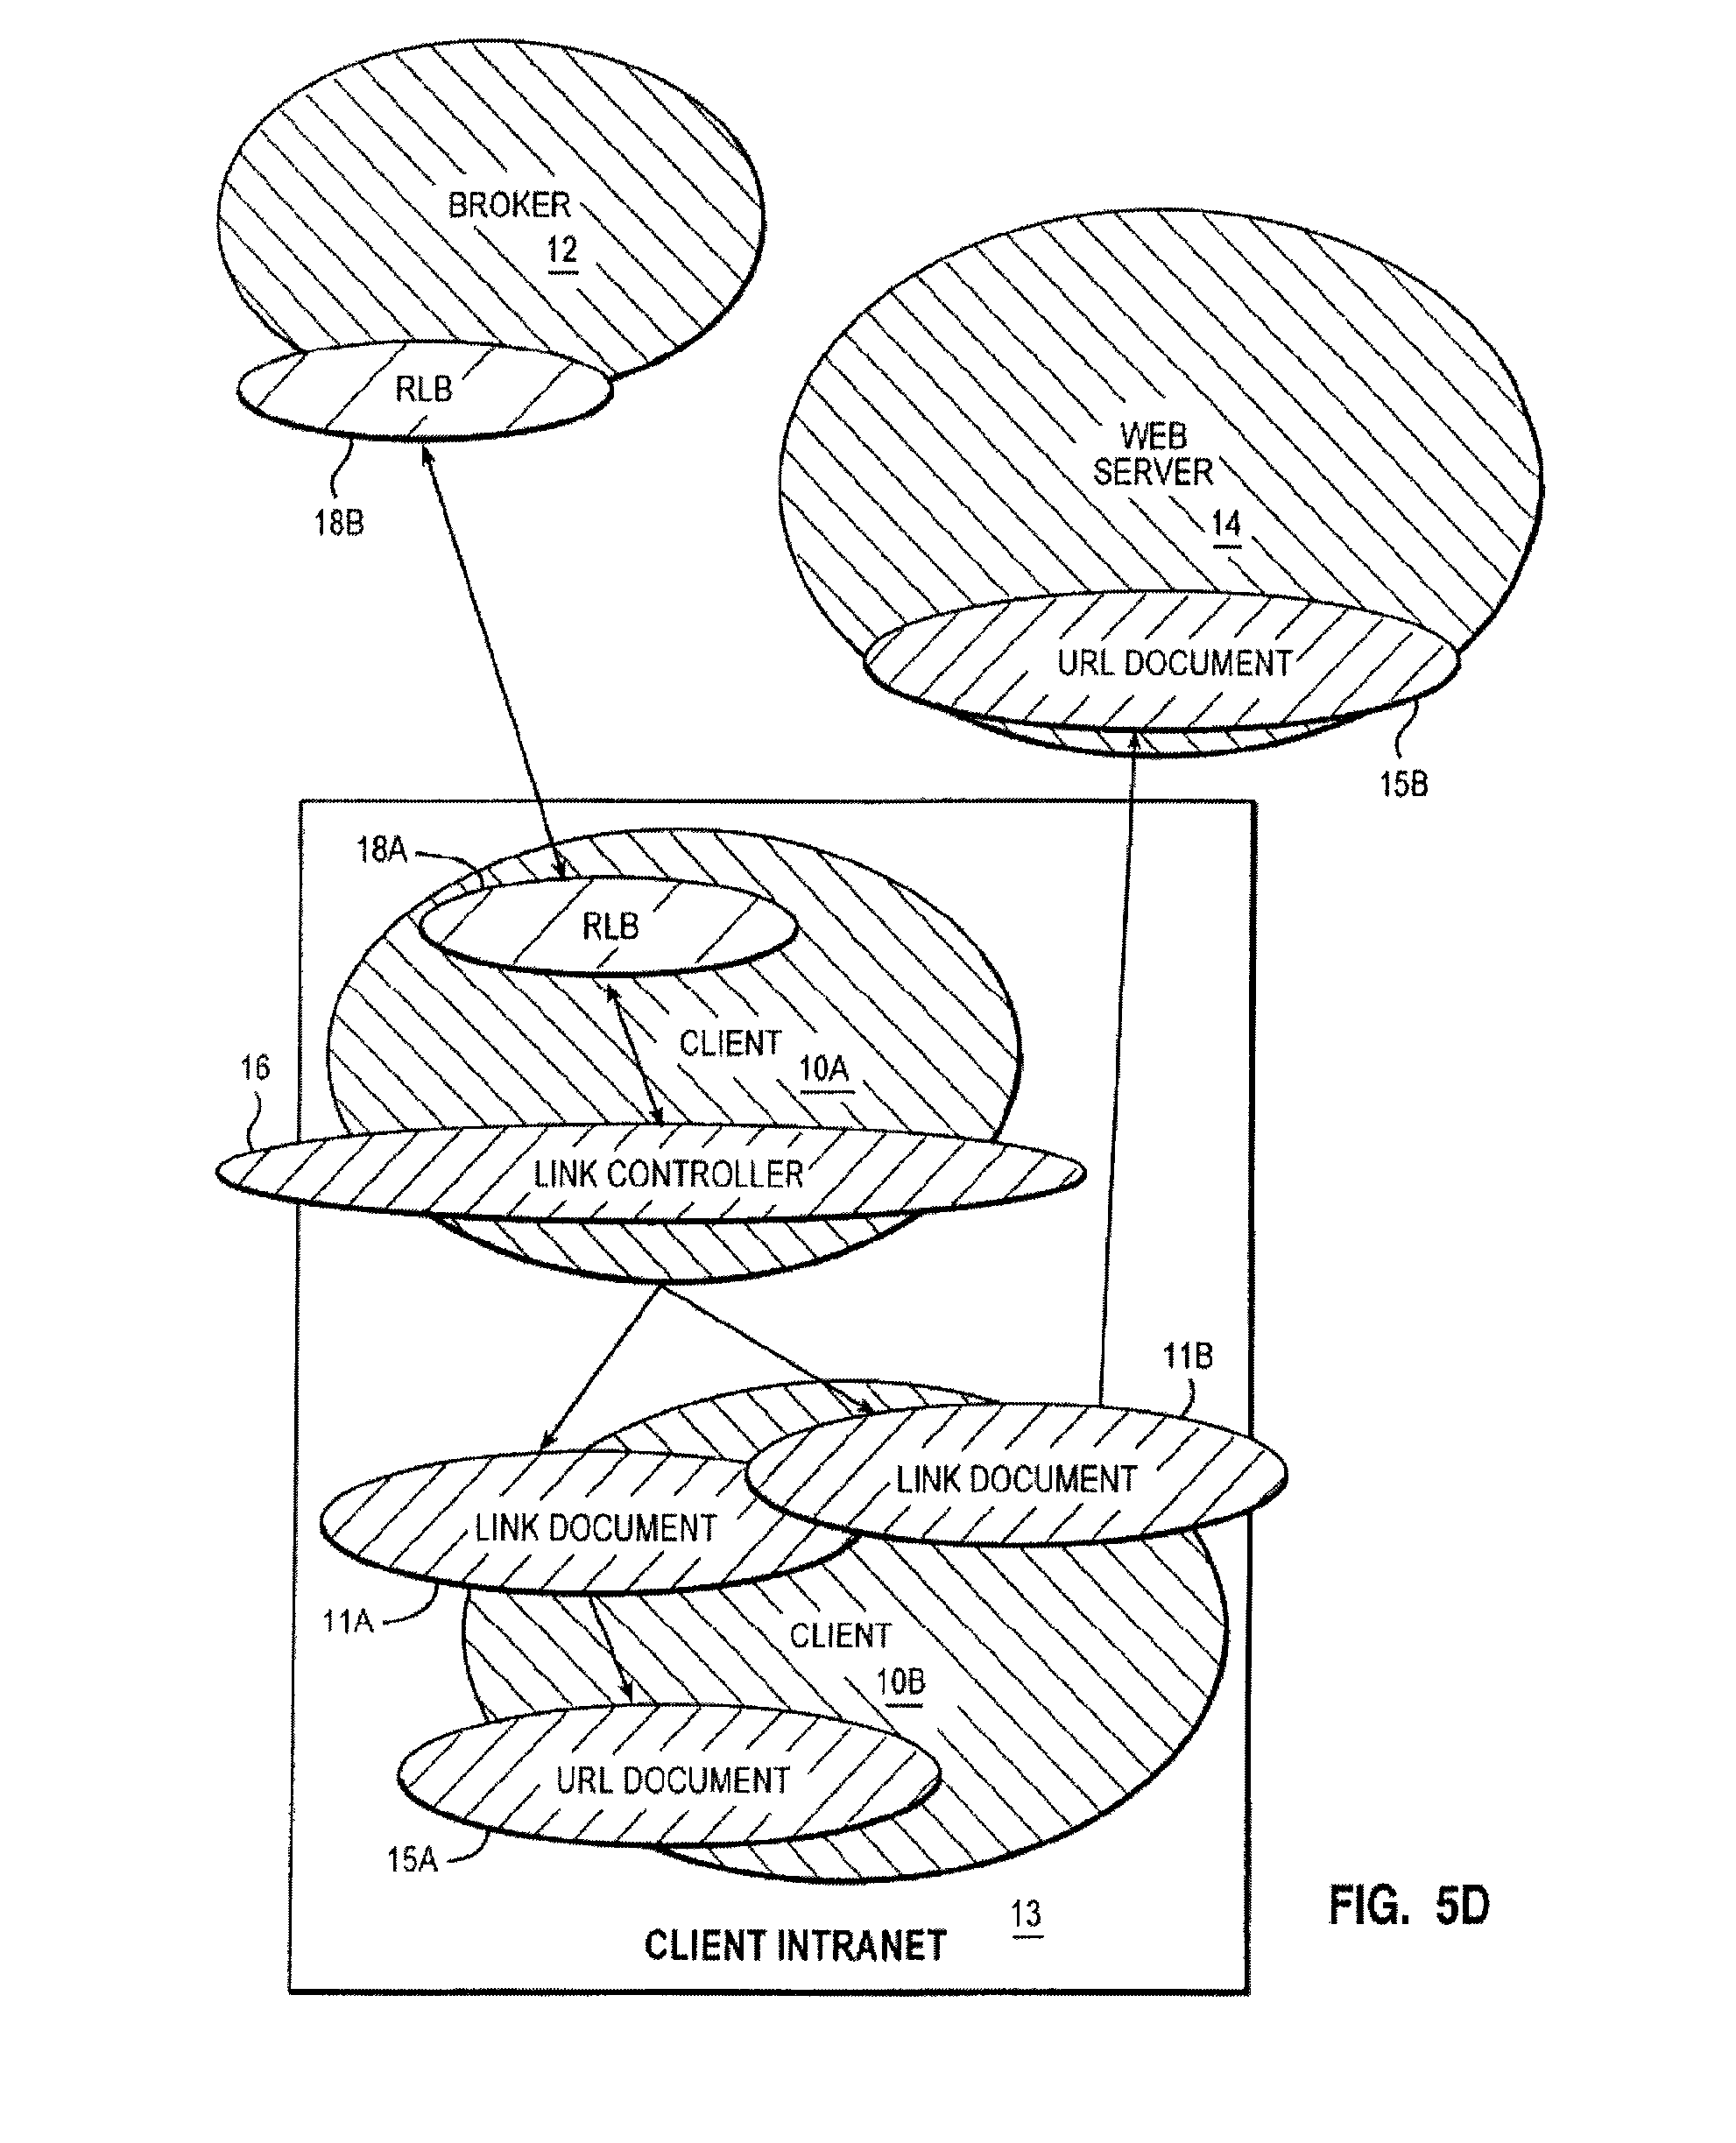 BROKER
12
RLB
18B
WEB
SERVER
14
URL DOCUMENT
15B
18A
RLB
CLIENT
10A
16
LINK CONTROLLER
11B
LINK DOCUMENT
LINK DOCUMENT
11A
CLIENT
10B
URL DOCUMENT
15A
13
CLIENT INTRANET
FIG. 5D